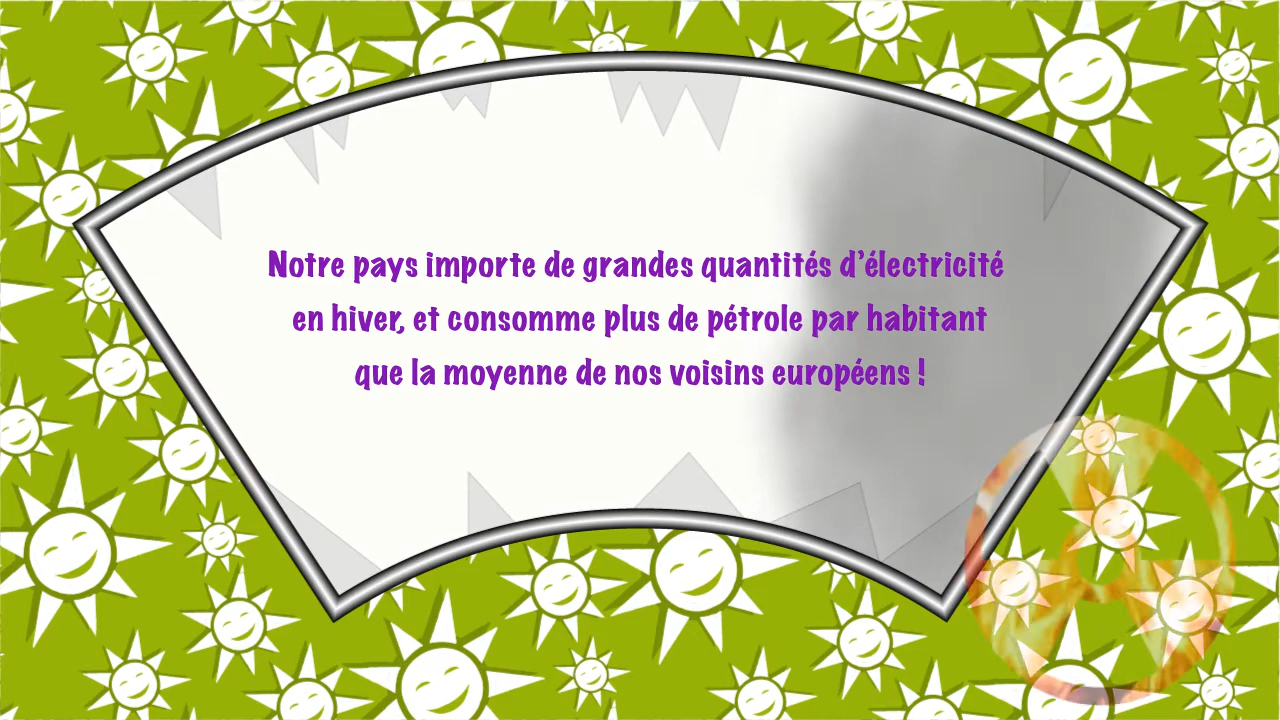 Notre pays importe de grandes quantités d’électricité
en hiver, et consomme plus de pétrole par habitant
que la moyenne de nos voisins européens !